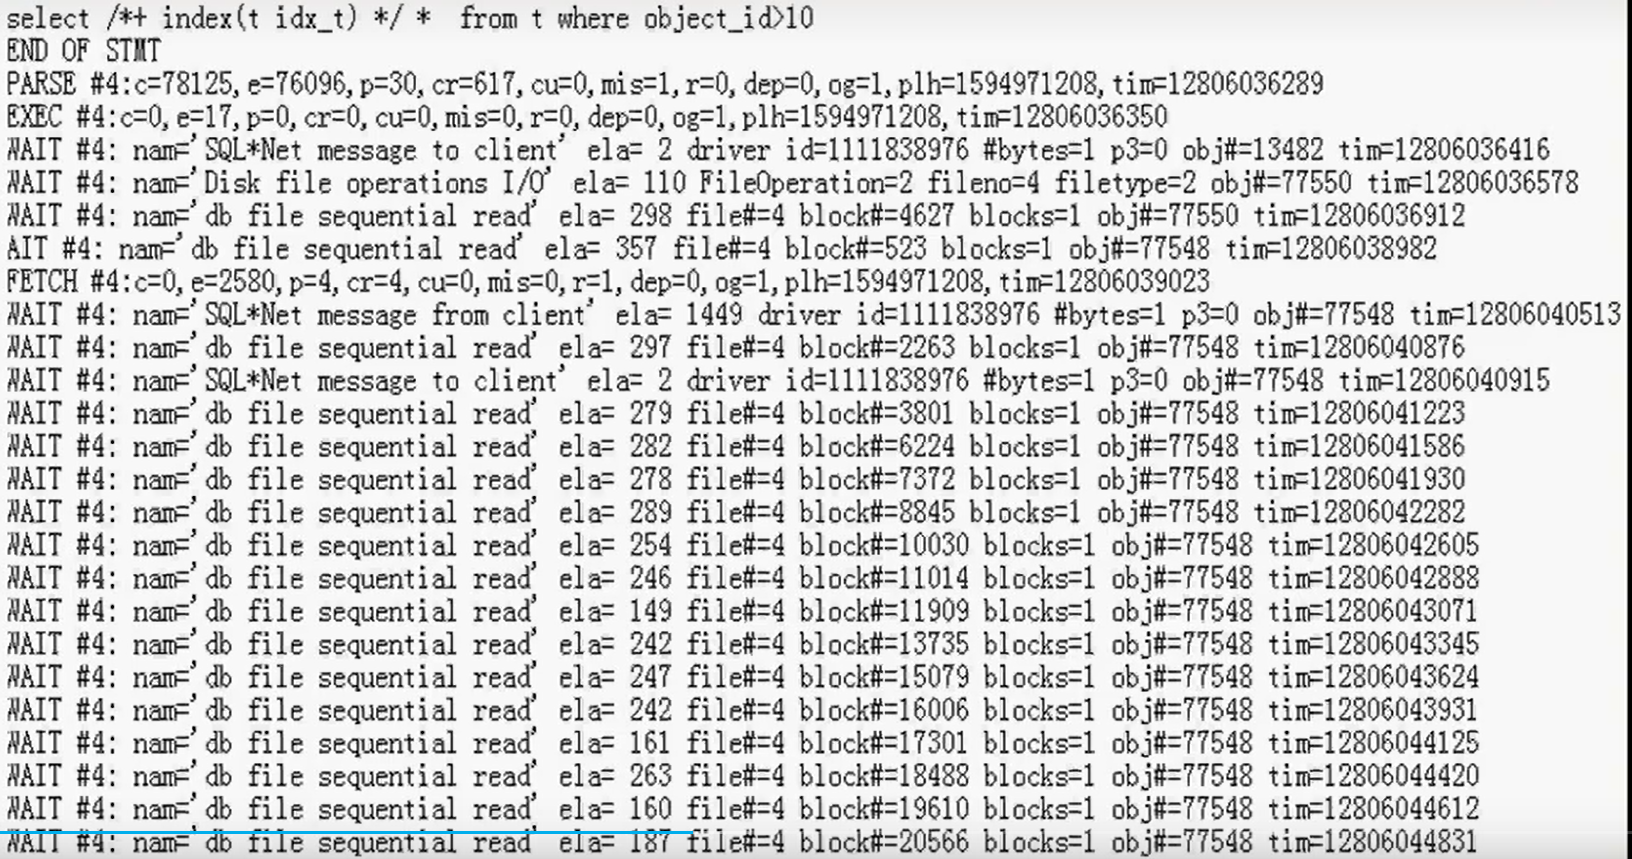 select /*+ index(t idx_t) */ *  from t where object_id>10
END OF STMT
PARSE #4:c=78125,e=76096,p=30,cr=617,cu=0,mis=1,r=0,dep=0,og=1,plh=1594971208,tim=12806036289
EXEC #4:c=0,e=17,p=0,cr=0,cu=0,mis=0,r=0,dep=0,og=1,plh=1594971208,tim=12806036350
WAIT #4: nam='SQL*Net message to client' ela= 2 driver id=1111838976 #bytes=1 p3=0 obj#=13482 tim=12806036416
WAIT #4: nam='Disk file operations I/O' ela= 110 FileOperation=2 fileno=4 filetype=2 obj#=77550 tim=12806036578
WAIT #4: nam='db file sequential read' ela= 298 file#=4 block#=4627 blocks=1 obj#=77550 tim=12806036912
AIT #4: nam='db file sequential read' ela= 357 file#=4 block#=523 blocks=1 obj#=77548 tim=12806038982
FETCH #4:c=0,e=2580,p=4,cr=4,cu=0,mis=0,r=1,dep=0,og=1,plh=1594971208,tim=12806039023
WAIT #4: nam='SQL*Net message from client' ela= 1449 driver id=1111838976 #bytes=1 p3=0 obj#=77548 tim=12806040513
WAIT #4: nam='db file sequential read' ela= 297 file#=4 block#=2263 blocks=1 obj#=77548 tim=12806040876
WAIT #4: nam='SQL*Net message to client' ela= 2 driver id=1111838976 #bytes=1 p3=0 obj#=77548 tim=12806040915
WAIT #4: nam='db file sequential read' ela= 279 file#=4 block#=3801 blocks=1 obj#=77548 tim=12806041223
WAIT #4: nam='db file sequential read' ela= 282 file#=4 block#=6224 blocks=1 obj#=77548 tim=12806041586
WAIT #4: nam='db file sequential read' ela= 278 file#=4 block#=7372 blocks=1 obj#=77548 tim=12806041930
WAIT #4: nam='db file sequential read' ela= 289 file#=4 block#=8845 blocks=1 obj#=77548 tim=12806042282
WAIT #4: nam='db file sequential read' ela= 254 file#=4 block#=10030 blocks=1 obj#=77548 tim=12806042605
WAIT #4: nam='db file sequential read' ela= 246 file#=4 block#=11014 blocks=1 obj#=77548 tim=12806042888
WAIT #4: nam='db file sequential read' ela= 149 file#=4 block#=11909 blocks=1 obj#=77548 tim=12806043071
WAIT #4: nam='db file sequential read' ela= 242 file#=4 block#=13735 blocks=1 obj#=77548 tim=12806043345
WAIT #4: nam='db file sequential read' ela= 247 file#=4 block#=15079 blocks=1 obj#=77548 tim=12806043624
WAIT #4: nam='db file sequential read' ela= 242 file#=4 block#=16006 blocks=1 obj#=77548 tim=12806043931
WAIT #4: nam='db file sequential read' ela= 161 file#=4 block#=17301 blocks=1 obj#=77548 tim=12806044125
WAIT #4: nam='db file sequential read' ela= 263 file#=4 block#=18488 blocks=1 obj#=77548 tim=12806044420
WAIT #4: nam='db file sequential read' ela= 160 file#=4 block#=19610 blocks=1 obj#=77548 tim=12806044612
WAIT #4: nam='db file sequential read' ela= 187 file#=4 block#=20566 blocks=1 obj#=77548 tim=12806044831